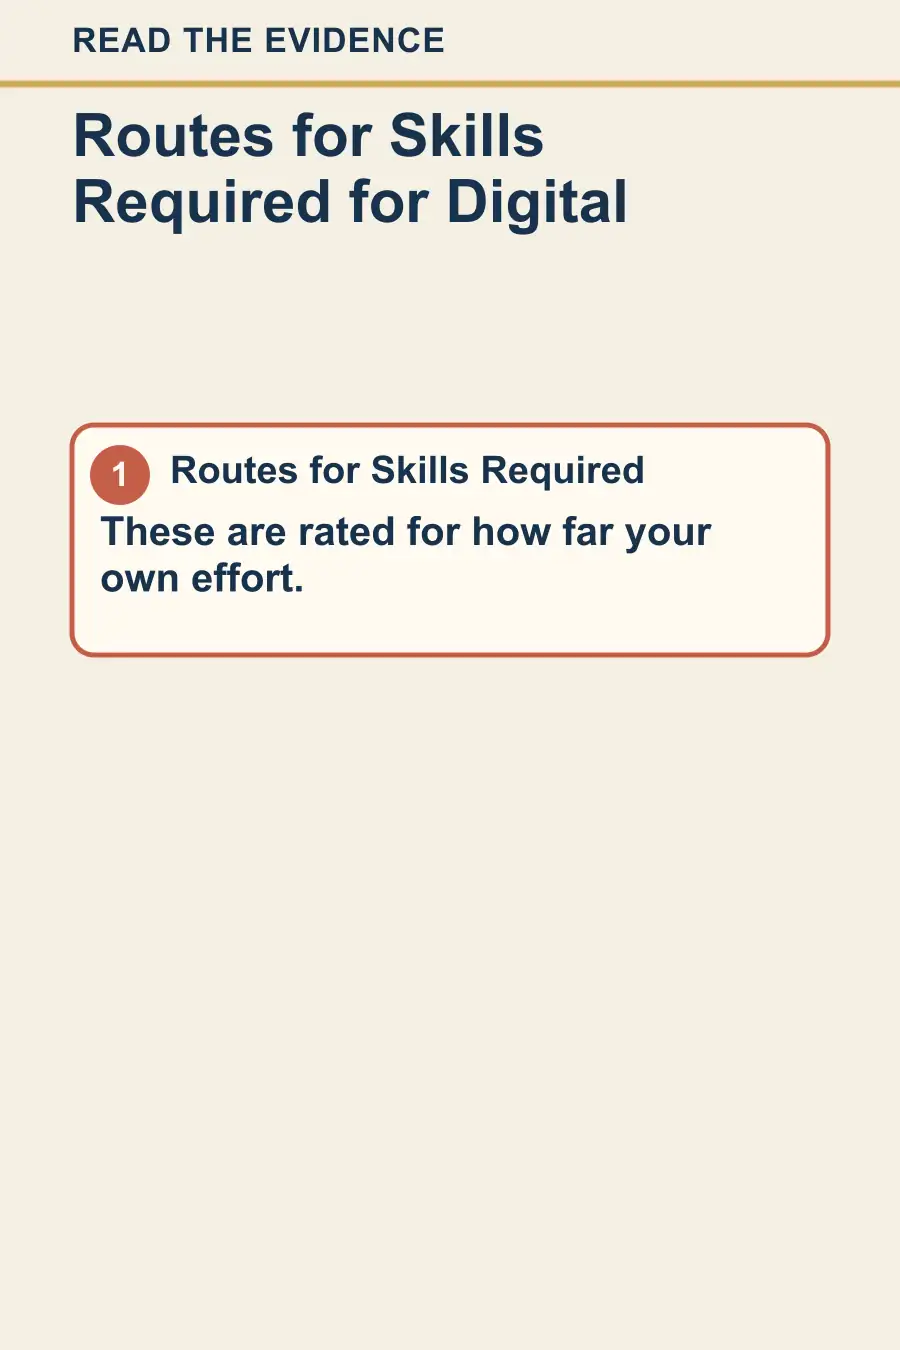 READ THE EVIDENCE
Routes for Skills
Required for Digital
1 Routes for Skills Required
These are rated for how far your
own effort.